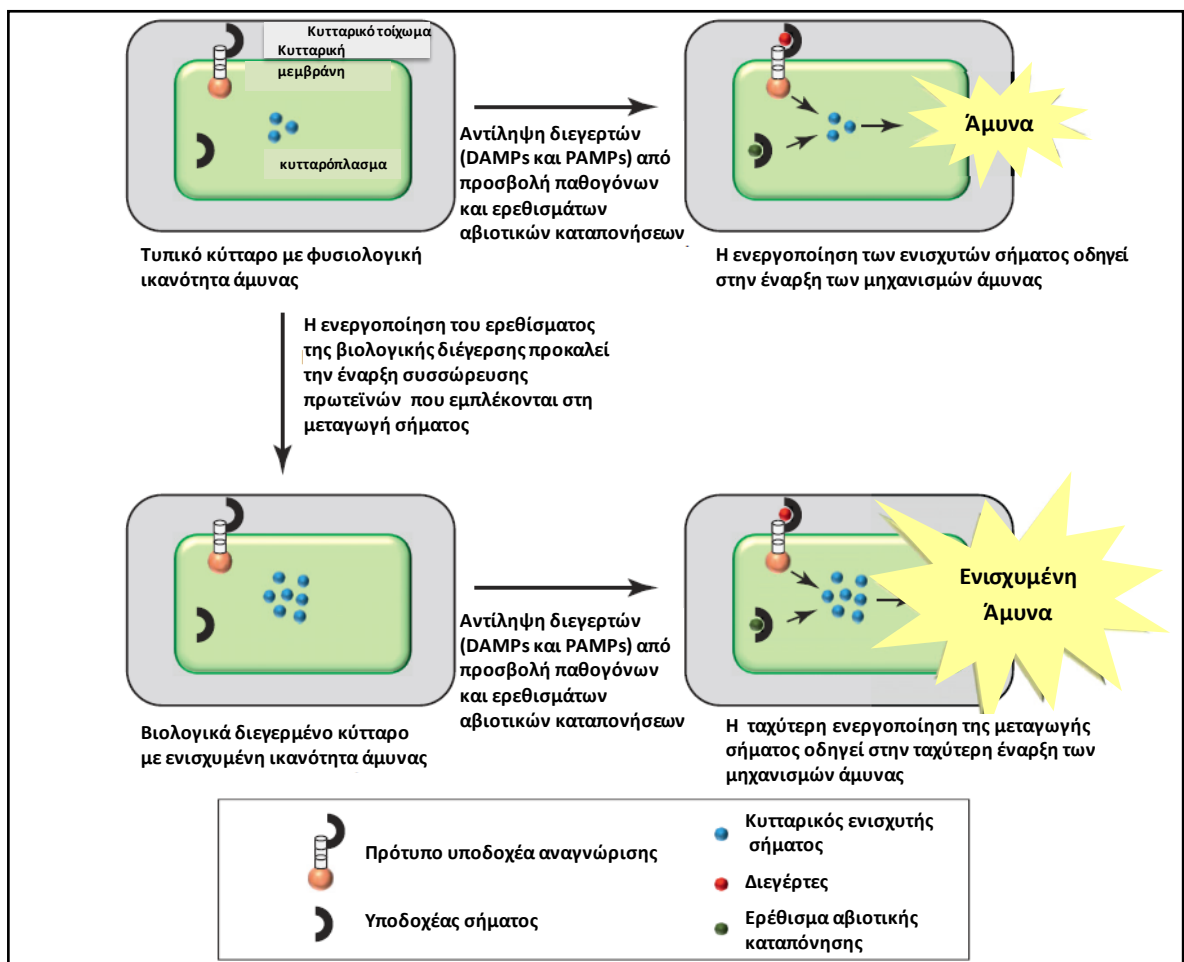 Κυτταρικό τοίχωμα
Κυτταρική
μεμβράνη
κυτταρόπλασμα
Αντίληψη διεγερτών
(DAMPs και PAMPs) από
προσβολή παθογόνων
και ερεθισμάτων
αβιοτικών καταπονήσεων
Άμυνα
Τυπικό κύτταρο με φυσιολογική
ικανότητα άμυνας
Η ενεργοποίηση των ενισχυτών σήματος οδηγεί
στην έναρξη των μηχανισμών άμυνας
Η ενεργοποίηση του ερεθίσματος
της βιολογικής διέγερσης προκαλεί
την έναρξη συσσώρευσης
πρωτεϊνών που εμπλέκονται στη
μεταγωγή σήματος
Αντίληψη διεγερτών
(DAMPs και PAMPs) από
προσβολή παθογόνων
και ερεθισμάτων
αβιοτικών καταπονήσεων
Ενισχυμένη
Άμυνα
Βιολογικά διεγερμένο κύτταρο
με ενισχυμένη ικανότητα άμυνας
Η ταχύτερη ενεργοποίηση της μεταγωγής
σήματος οδηγεί στην ταχύτερη έναρξη των
μηχανισμών άμυνας
Πρότυπο υποδοχέα αναγνώρισης
Υποδοχέας σήματος
Κυτταρικός ενισχυτής
σήματος
Διεγέρτες
Ερέθισμα αβιοτικής
καταπόνησης